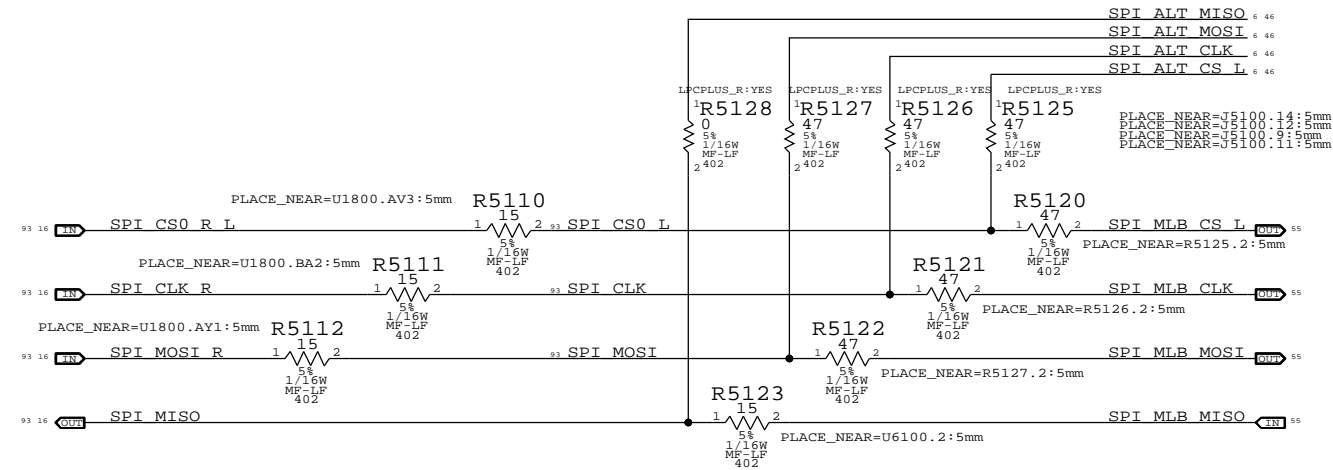 SPI_ALT_MISO 6 46
SPI_ALT_MOSI 6 46
SPI_ALT_CLK 6 46
SPI_ALT_CS_L 6 46
LPCPLUS_R:YES LPCPLUS_R:YES LPCPLUS_R:YES LPCPLUS_R:YES
1 R5128 1 R5127 1 R5126 1 R5125
0 47 47 47
5% 5% 5% 5%
1/16W 1/16W 1/16W 1/16W
MF-LF MF-LF MF-LF MF-LF
2 402 2 402 2 402 2 402
PLACE_NEAR=J5100.14:5mm
PLACE_NEAR=J5100.12:5mm
PLACE_NEAR=J5100.9:5mm
PLACE_NEAR=J5100.11:5mm
PLACE_NEAR=U1800.AV3:5mm
R5110 R5120
93 16 IN SPI_CS0_R_L 1 15 2 93 SPI_CS0_L 1 47 2 SPI_MLB_CS_L OUT 55
5% 5% PLACE_NEAR=R5125.2:5mm
1/16W 1/16W
MF-LF MF-LF
402 402
PLACE_NEAR=U1800.BA2:5mm
R5111 R5121
93 16 IN SPI_CLK_R 1 15 2 93 SPI_CLK 1 47 2 SPI_MLB_CLK OUT 55
5% 5% PLACE_NEAR=R5126.2:5mm
1/16W 1/16W
MF-LF MF-LF
402 402
PLACE_NEAR=U1800.AY1:5mm
R5112 R5122
93 16 IN SPI_MOSI_R 1 15 2 93 SPI_MOSI 1 47 2 SPI_MLB_MOSI OUT 55
5% 5% PLACE_NEAR=R5127.2:5mm
1/16W 1/16W
MF-LF MF-LF
402 402
R5123
93 16 OUT SPI_MISO 1 15 2 SPI_MLB_MISO IN 55
5% PLACE_NEAR=U6100.2:5mm
1/16W
MF-LF
402